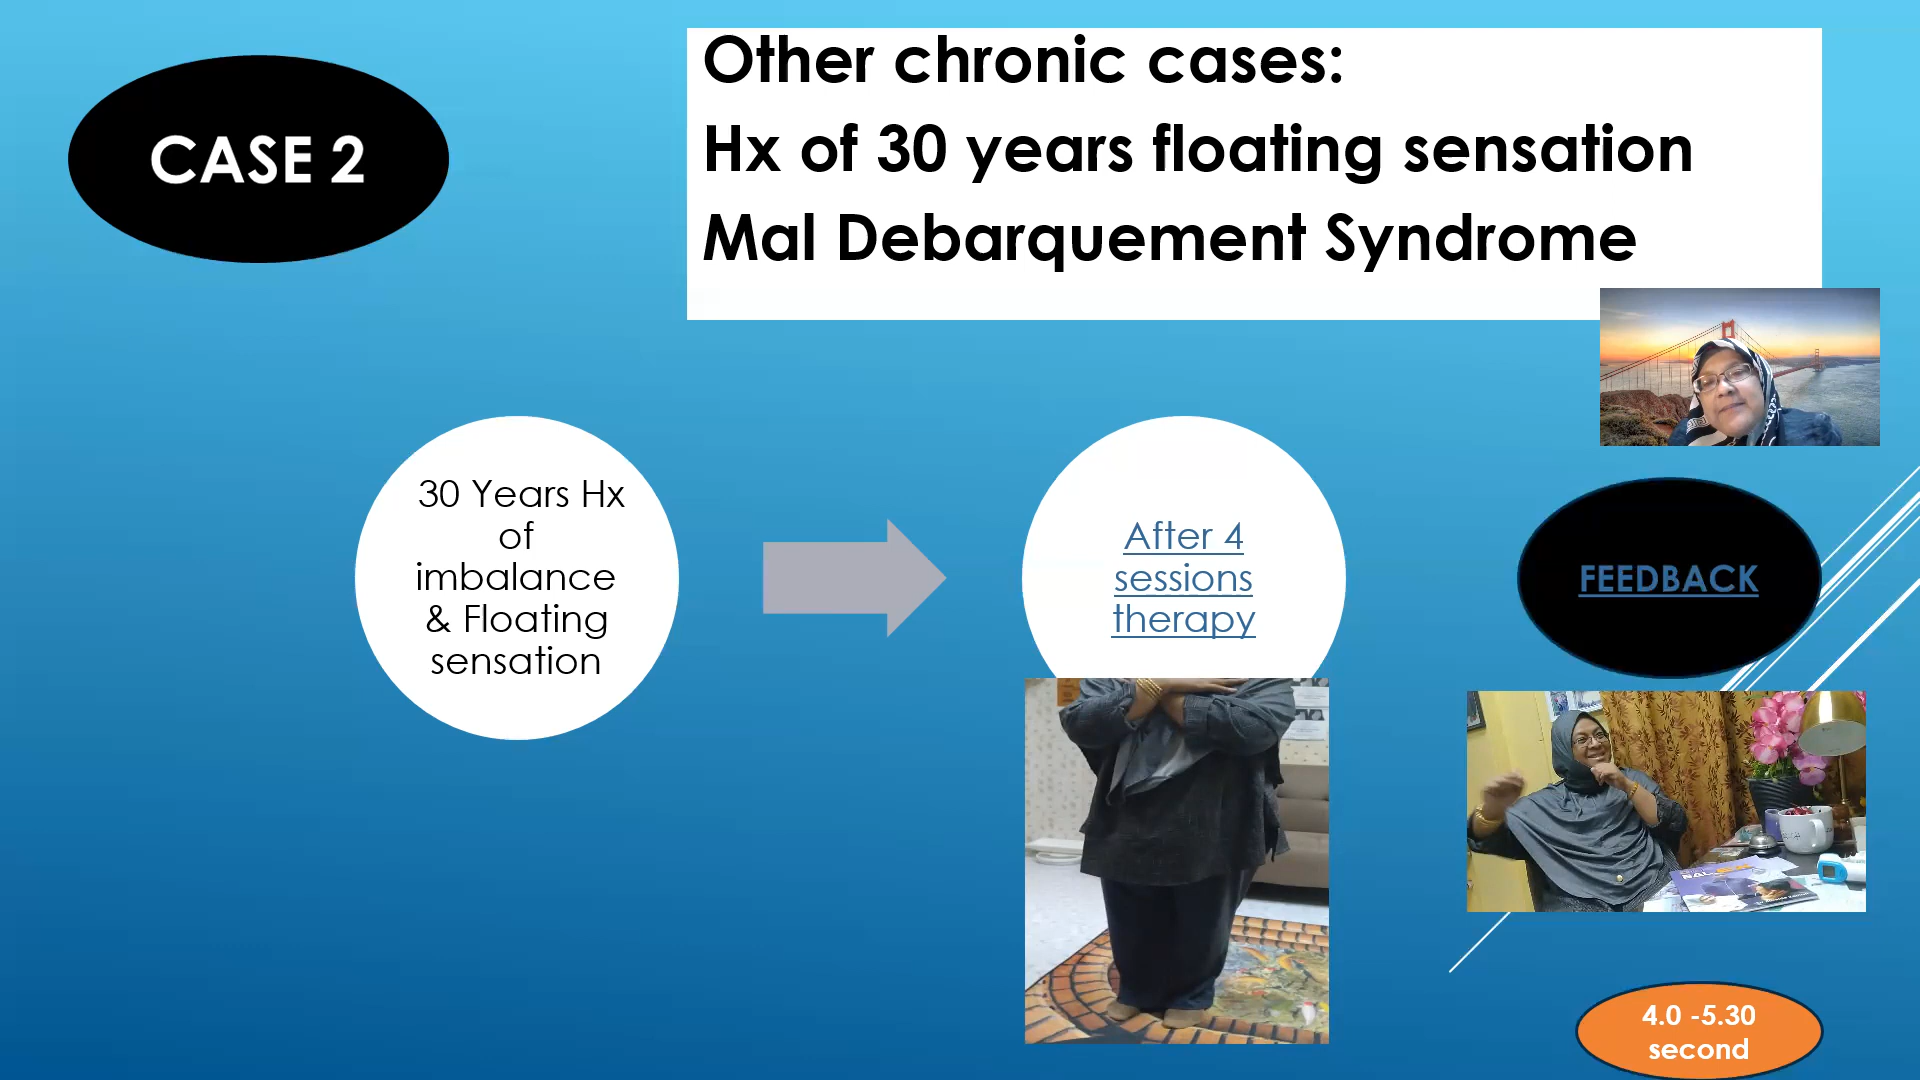 CASE 2
Other chronic cases:
Hx of 30 years floating sensation
Mal Debarquement Syndrome
30 Years Hx
of
imbalance
& Floating
sensation
After 4
sessions
therapy
FEEDBACK
4.0 -5.30
second